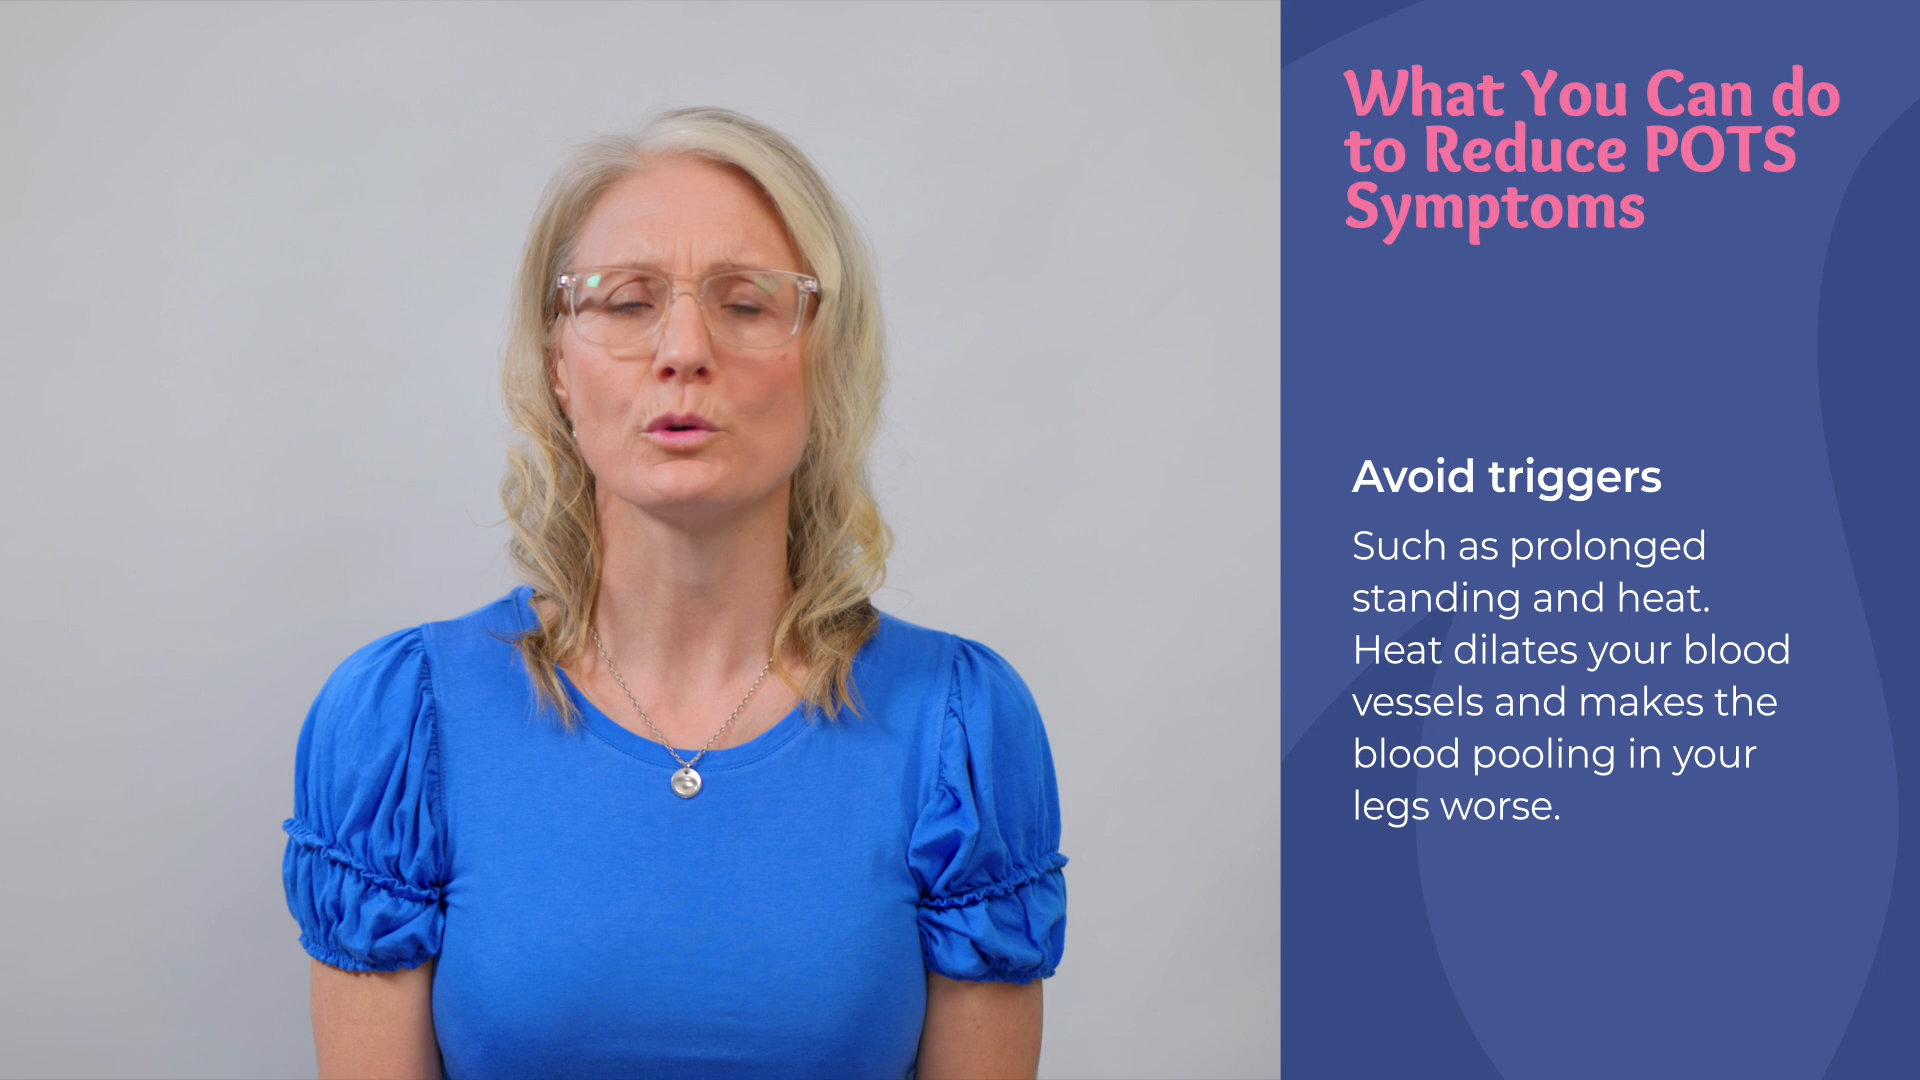 What You Can do
to Reduce POTS
Symptoms
Avoid triggers
Such as prolonged
standing and heat.
Heat dilates your blood
vessels and makes the
blood pooling in your
legs worse.